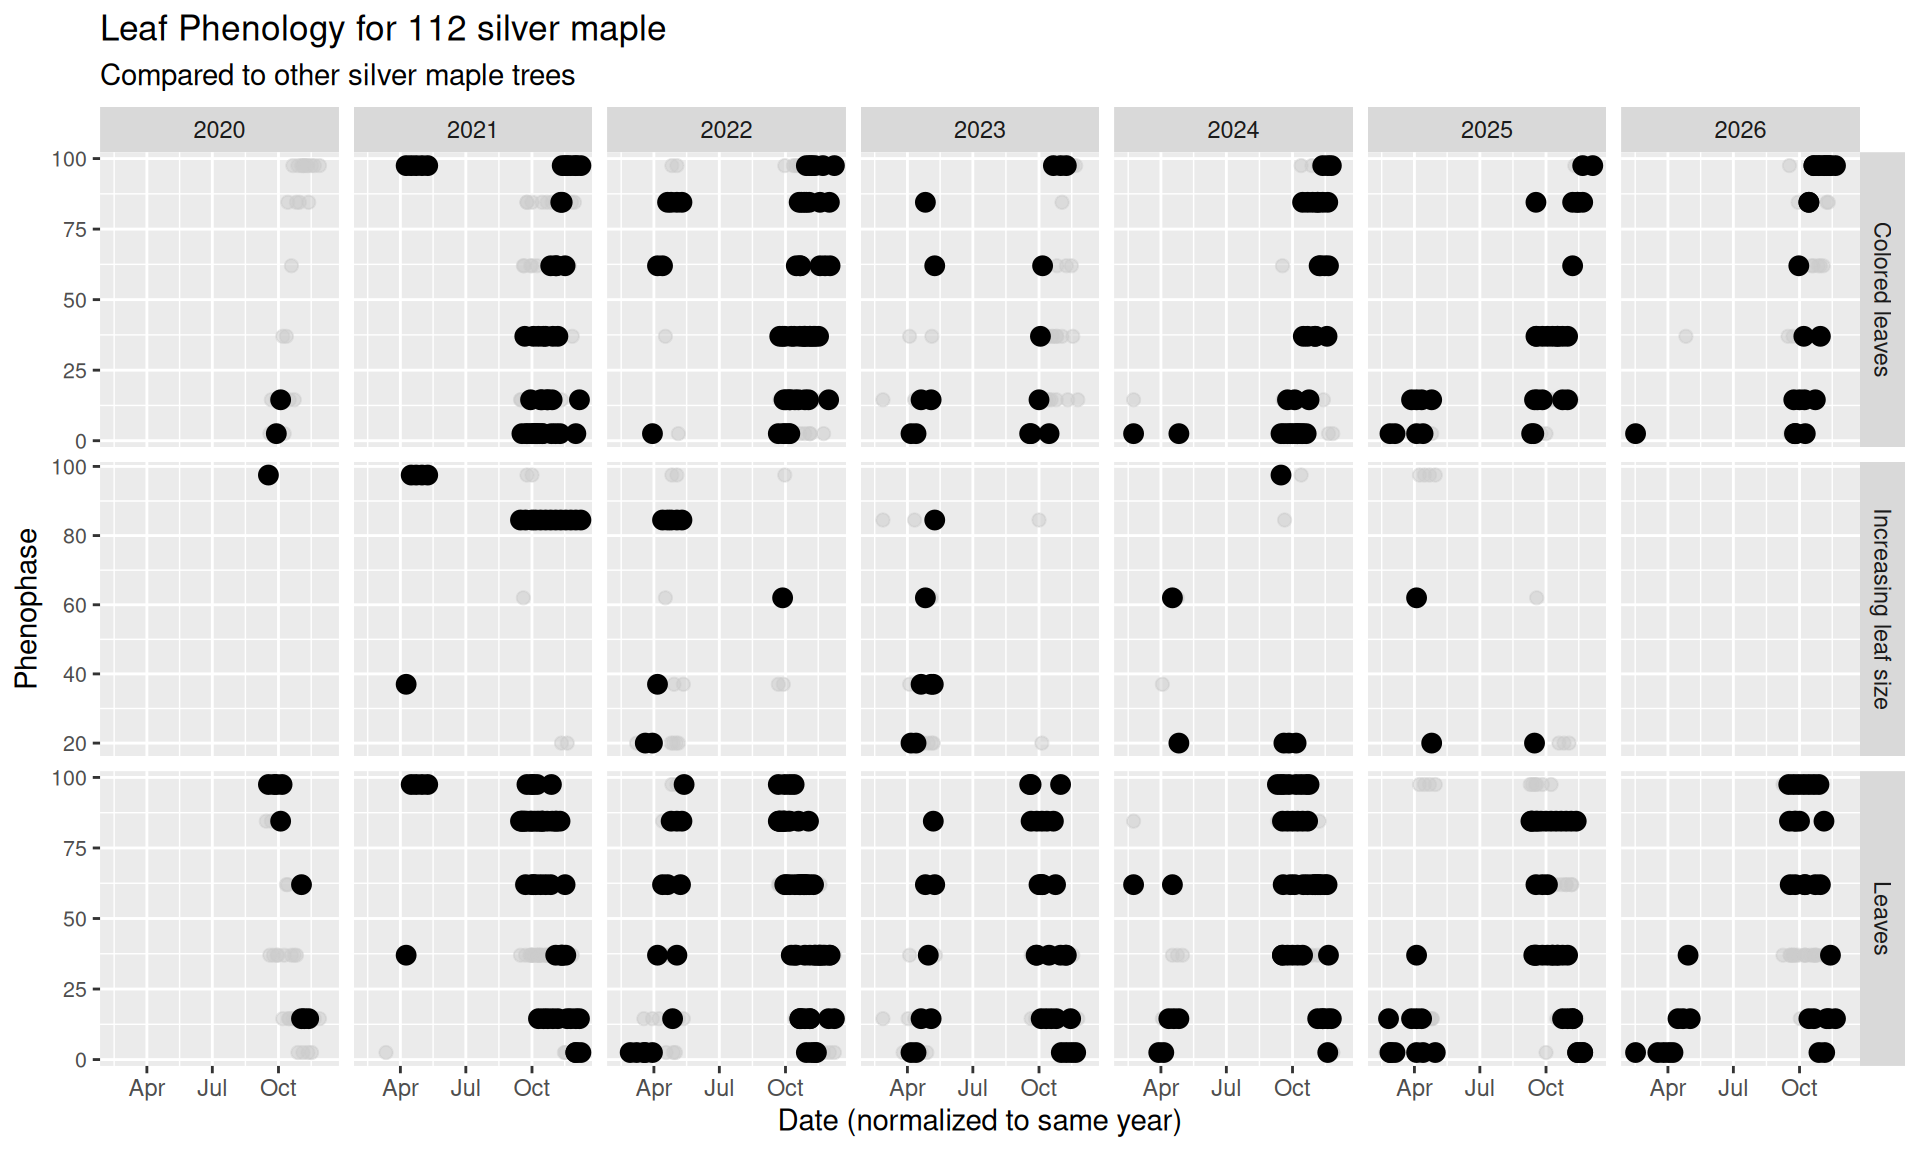 Leaf Phenology for 112 silver maple
Compared to other silver maple trees
2020 2021 2022 2023 2024 2025 2026
100
75
50
25
0
Colored leaves
100
80
60
40
20
Increasing leaf size
100
75
50
25
0
Leaves
Phenophase
Apr Jul Oct Apr Jul Oct Apr Jul Oct Apr Jul Oct Apr Jul Oct Apr Jul Oct Apr Jul Oct
Date (normalized to same year)